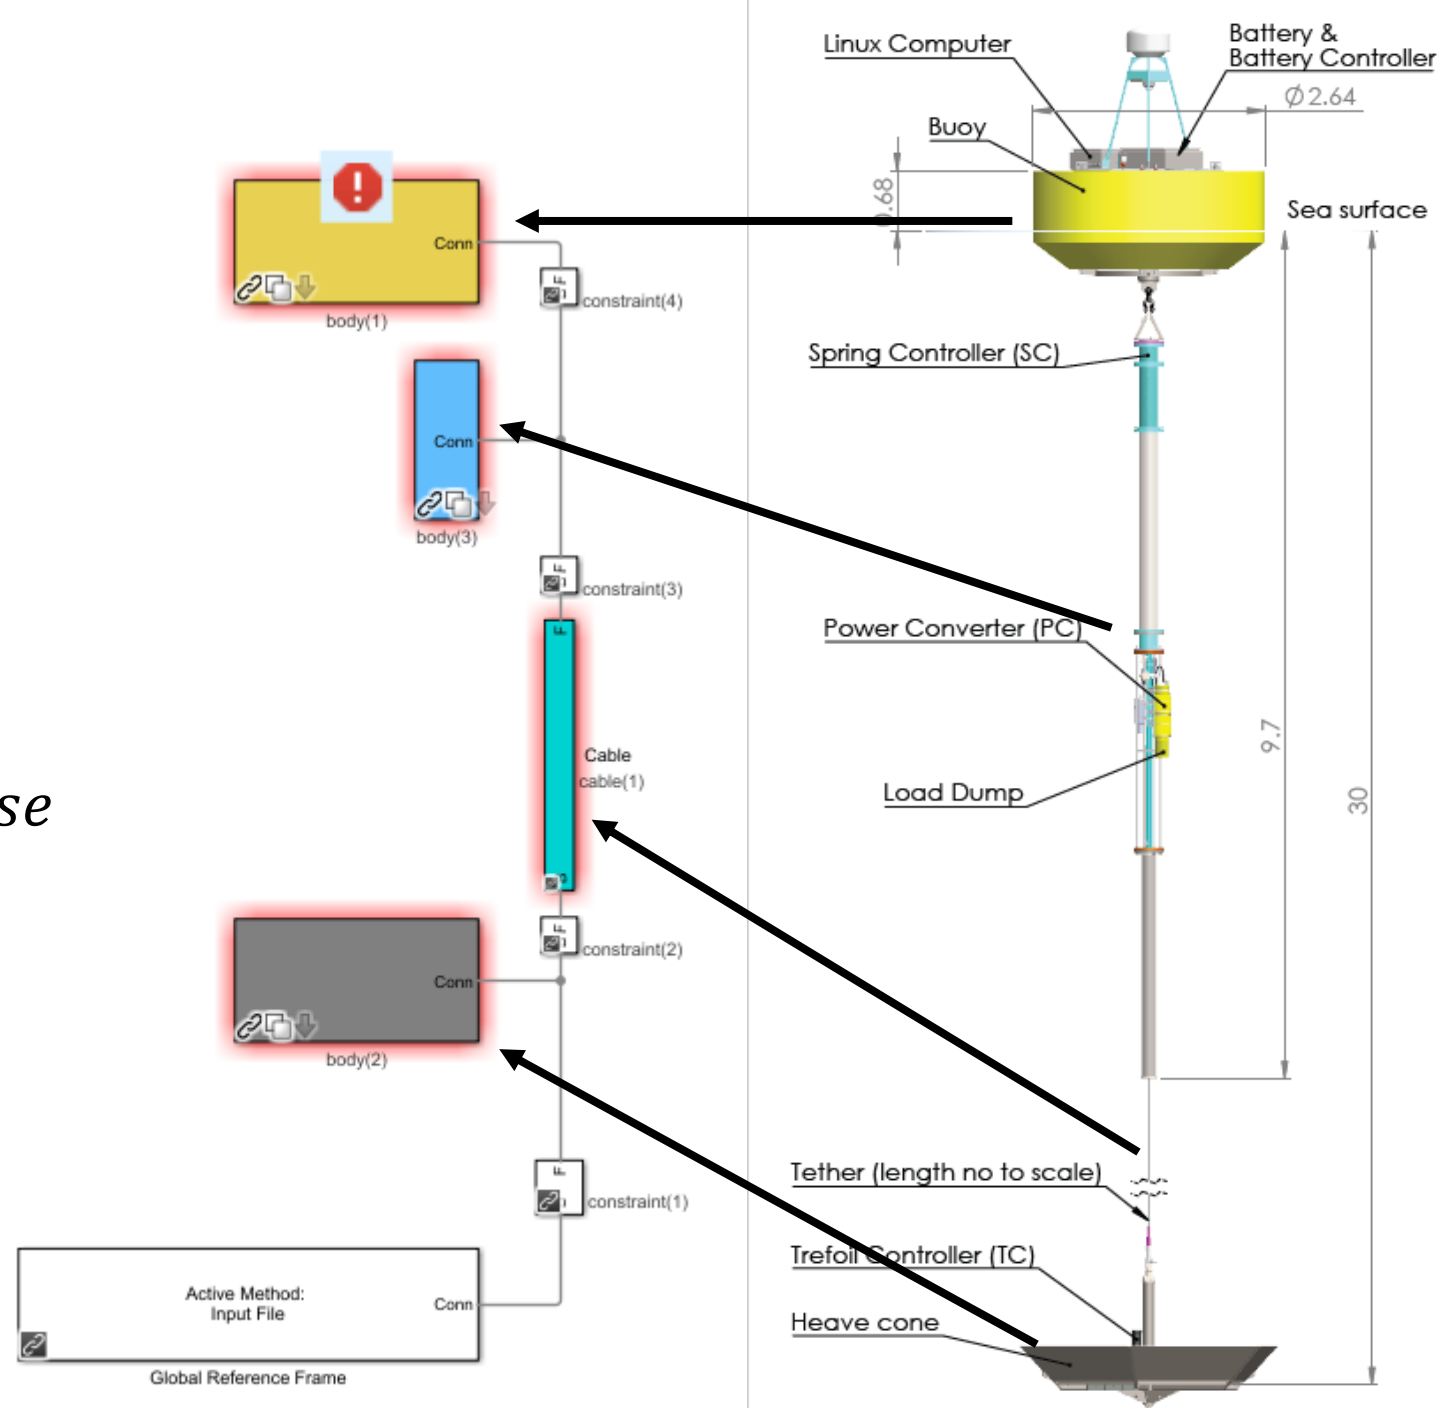 Linux Computer
Battery &
Battery Controller
Ø2.64
Buoy
0.68
Sea surface
Conn
constraint(4)
body(1)
Spring Controller (SC)
Conn
body(3)
F
constraint(3)
F
Power Converter (PC)
9.7
Cable
cable(1)
Load Dump
30
se
F
constraint(2)
Conn
body(2)
Tether (length no to scale)
F
constraint(1)
Trefoil Controller (TC)
Active Method:
Input File
Conn
Heave cone
Global Reference Frame